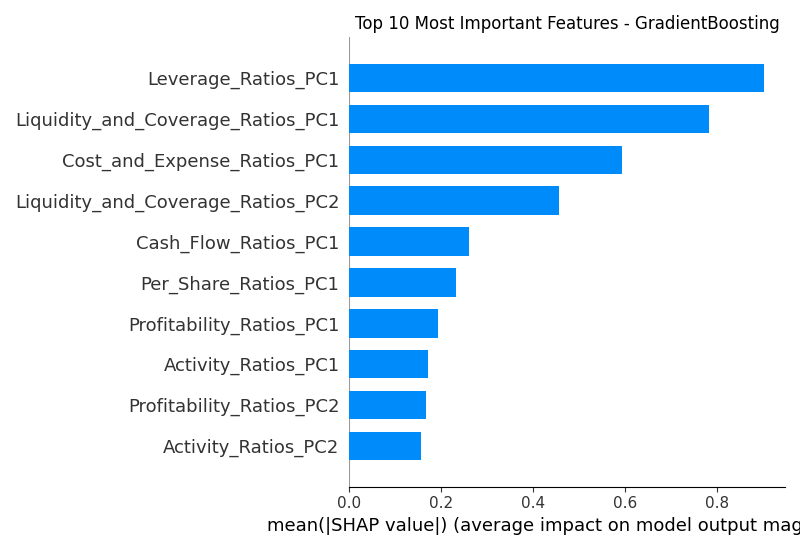 Top 10 Most Important Features - GradientBoosting
Leverage_Ratios_PC1
Liquidity_and_Coverage_Ratios_PC1
Cost_and_Expense_Ratios_PC1
Liquidity_and_Coverage_Ratios_PC2
Cash_Flow_Ratios_PC1
Per_Share_Ratios_PC1
Profitability_Ratios_PC1
Activity_Ratios_PC1
Profitability_Ratios_PC2
Activity_Ratios_PC2
0.0 0.2 0.4 0.6 0.8
mean(|SHAP value|) (average impact on model output mag